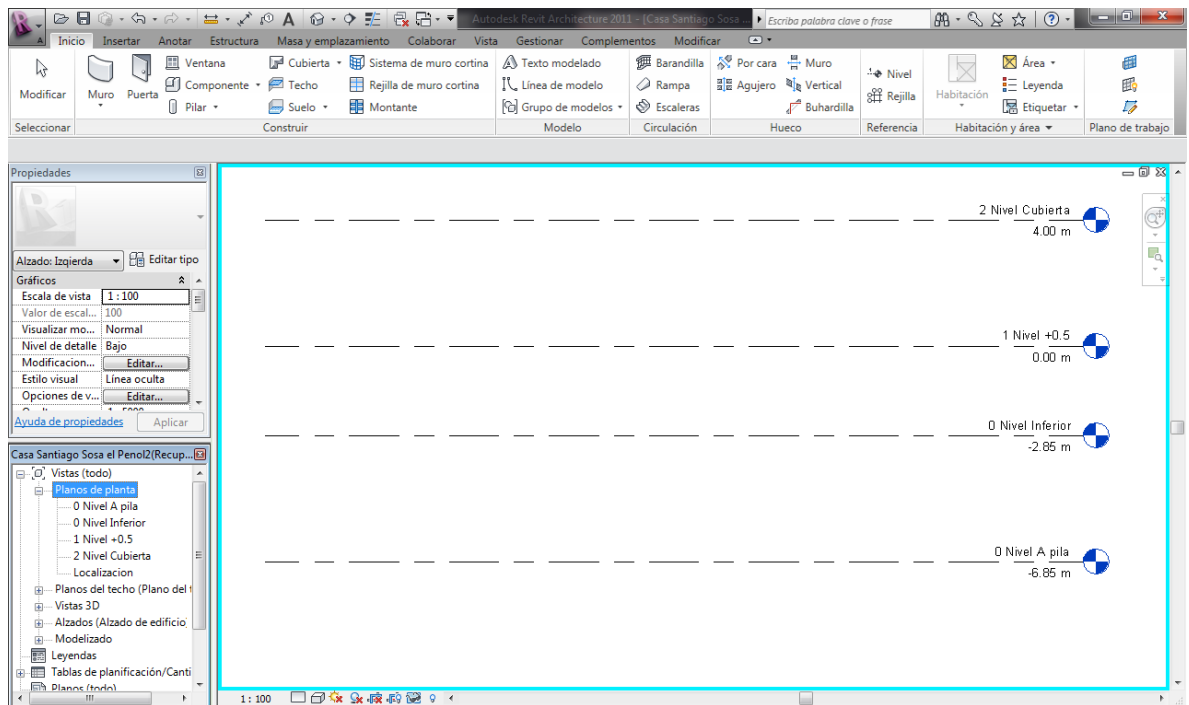 Autodesk Revit Architecture 2011 - [Casa Santiago Sosa ...
Escriba palabra clave o frase
Inicio Insertar Anotar Estructura Masa y emplazamiento Colaborar Vista Gestionar Complementos Modificar
Modificar
Muro
Puerta
Ventana
Componente
Pilar
Cubierta
Techo
Suelo
Sistema de muro cortina
Rejilla de muro cortina
Montante
Texto modelado
Línea de modelo
Grupo de modelos
Barandilla
Rampa
Escaleras
Por cara
Agujero
Muro
Vertical
Buhardilla
Nivel
Rejilla
Habitación
Área
Leyenda
Etiquetar
Seleccionar Construir Modelo Circulación Hueco Referencia Habitación y área Plano de trabajo
Propiedades
Alzado: Izqierda Editar tipo
Gráficos
Escala de vista 1 : 100
Valor de escal... 100
Visualizar mo... Normal
Nivel de detalle Bajo
Modificacion... Editar...
Estilo visual Línea oculta
Opciones de v... Editar...
Ayuda de propiedades Aplicar
Casa Santiago Sosa el Penol2(Recup...
Vistas (todo)
Planos de planta
0 Nivel A pila
0 Nivel Inferior
1 Nivel +0.5
2 Nivel Cubierta
Localizacion
Planos del techo (Plano del
Vistas 3D
Alzados (Alzado de edificio)
Modelizado
Leyendas
Tablas de planificación/Canti
Planos (todo)
2 Nivel Cubierta
4.00 m
1 Nivel +0.5
0.00 m
0 Nivel Inferior
-2.85 m
0 Nivel A pila
-6.85 m
1 : 100